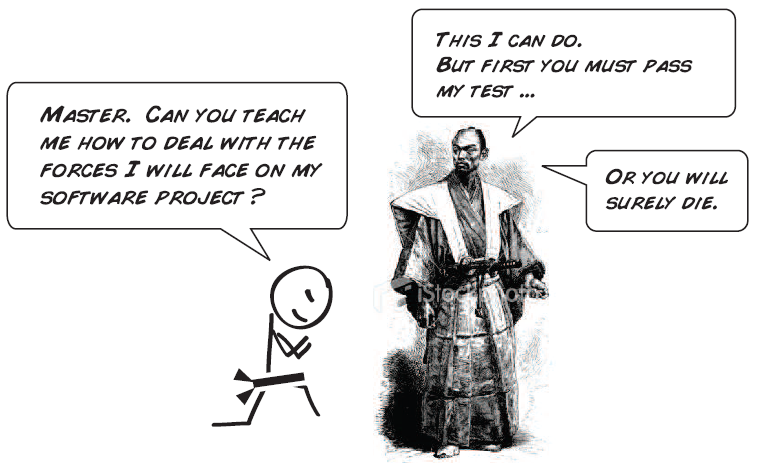 Master. Can you teach
me how to deal with the
forces I will face on my
software project?
This I can do.
But first you must pass
my test ...
Or you will
surely die.
iStock